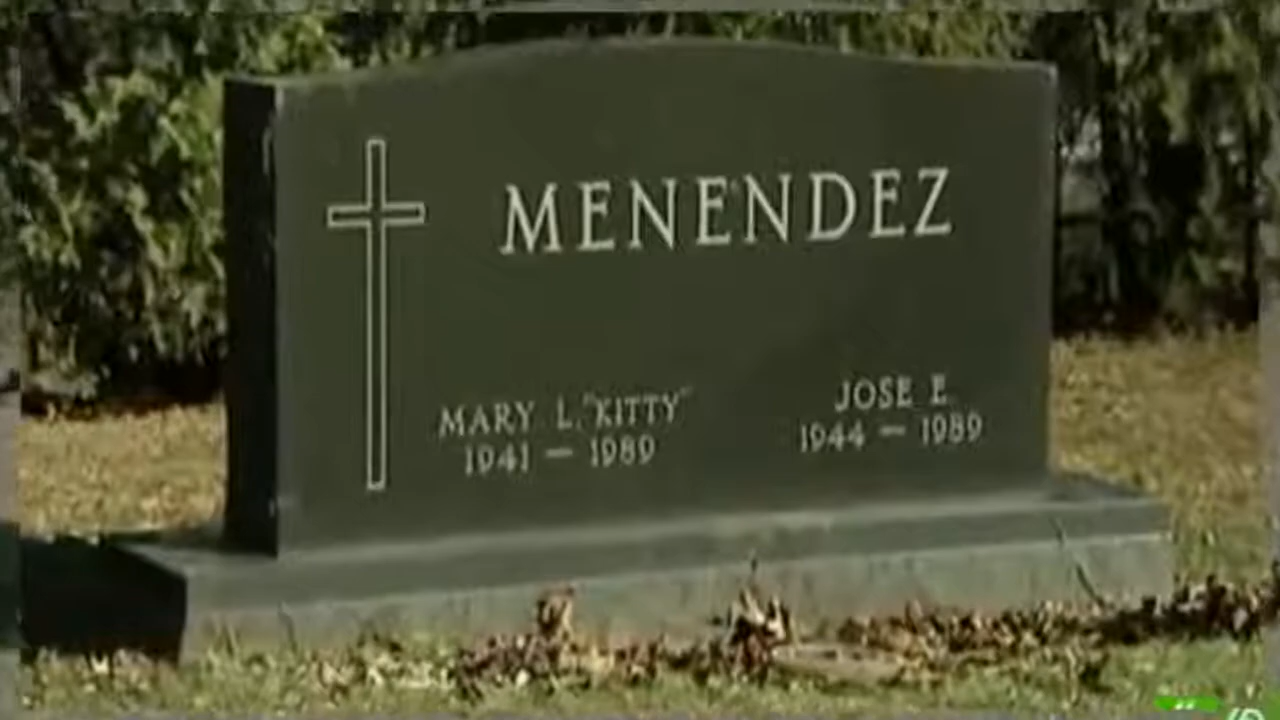 MENENDEZ
MARY L. "KITTY"
1941 — 1989
JOSE E.
1944 — 1989